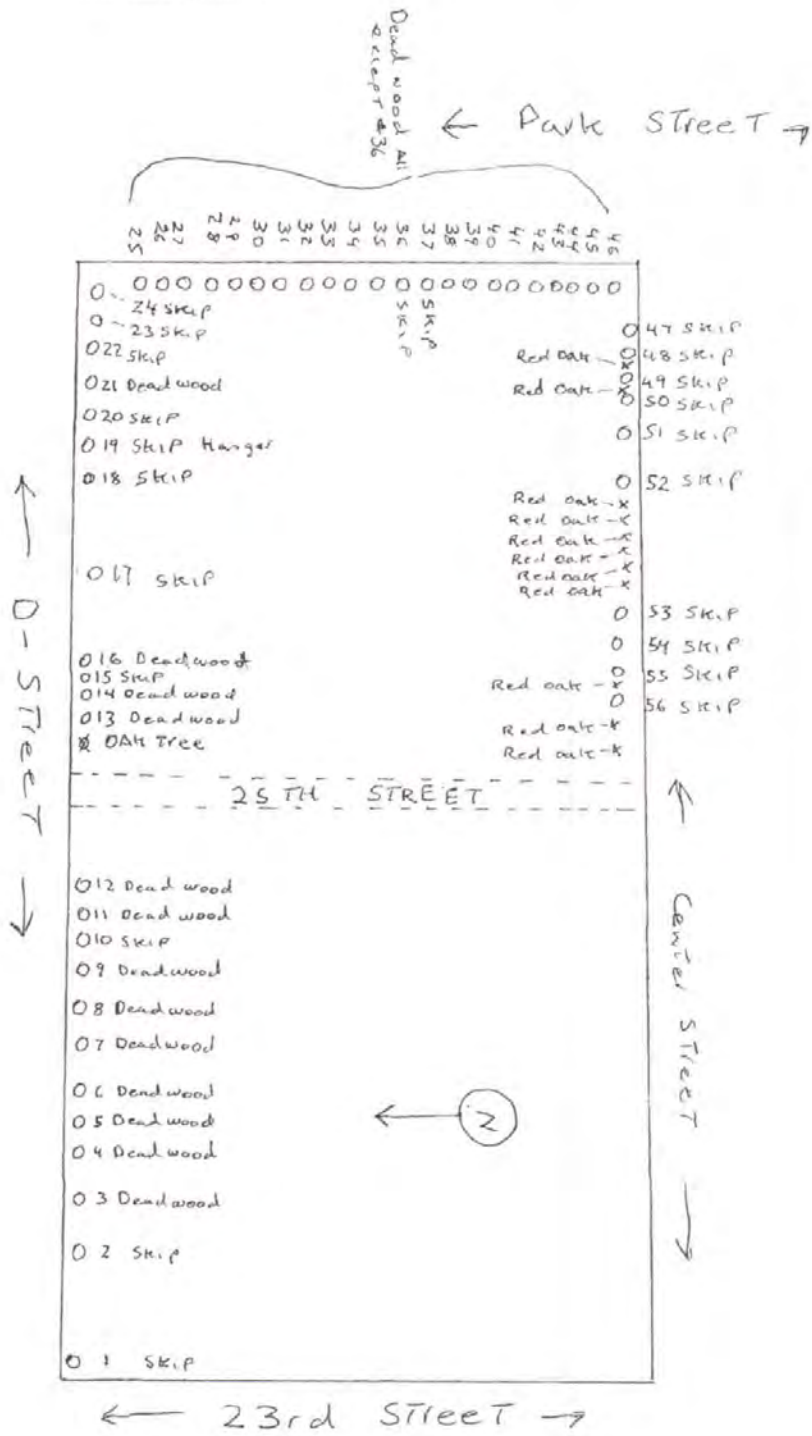 Dead wood All
except #36
← Park Street →
25 26 27 28 29 30 31 32 33 34 35 36 37 38 39 40 41 42 43 44 45 46
24 Skip
23 Skip
22 Skip
21 Deadwood
20 Skip
19 Skip Hanger
18 Skip
17 Skip
16 Deadwood
15 Skip
14 Deadwood
13 Deadwood
OAK Tree
Skip
Skip
47 Skip
Red Oak
48 Skip
Red Oak
49 Skip
50 Skip
51 Skip
52 Skip
Red Oak
Red Oak
Red Oak
Red Oak
Red Oak
Red Oak
53 Skip
54 Skip
55 Skip
Red Oak
56 Skip
Red Oak
Red Oak
← D-Street →
25TH STREET
12 Dead wood
11 Dead wood
10 Skip
9 Deadwood
8 Deadwood
7 Deadwood
6 Deadwood
5 Deadwood
4 Deadwood
3 Deadwood
2 Skip
1 Skip
← Center Street →
← 23rd Street →